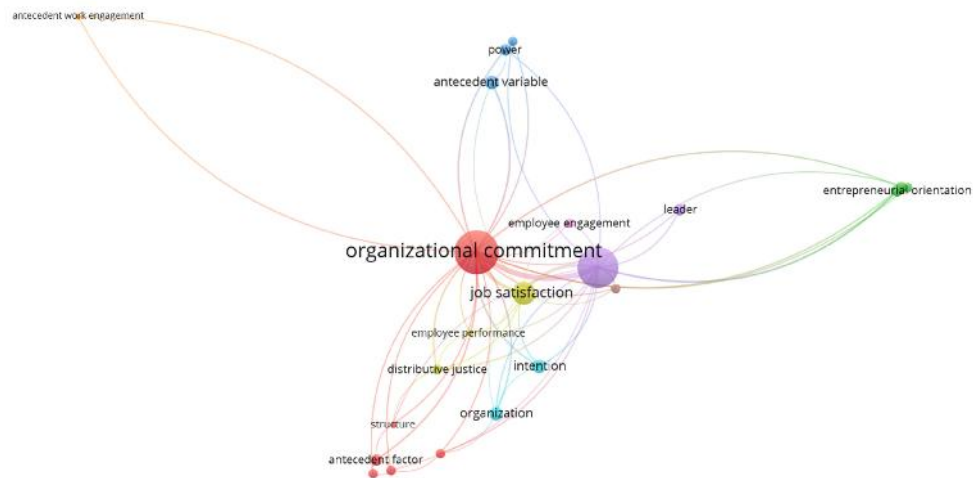 antecedent work engagement
power
antecedent variable
entrepreneurial orientation
leader
employee engagement
organizational commitment
job satisfaction
employee performance
distributive justice
intention
organization
structure
antecedent factor